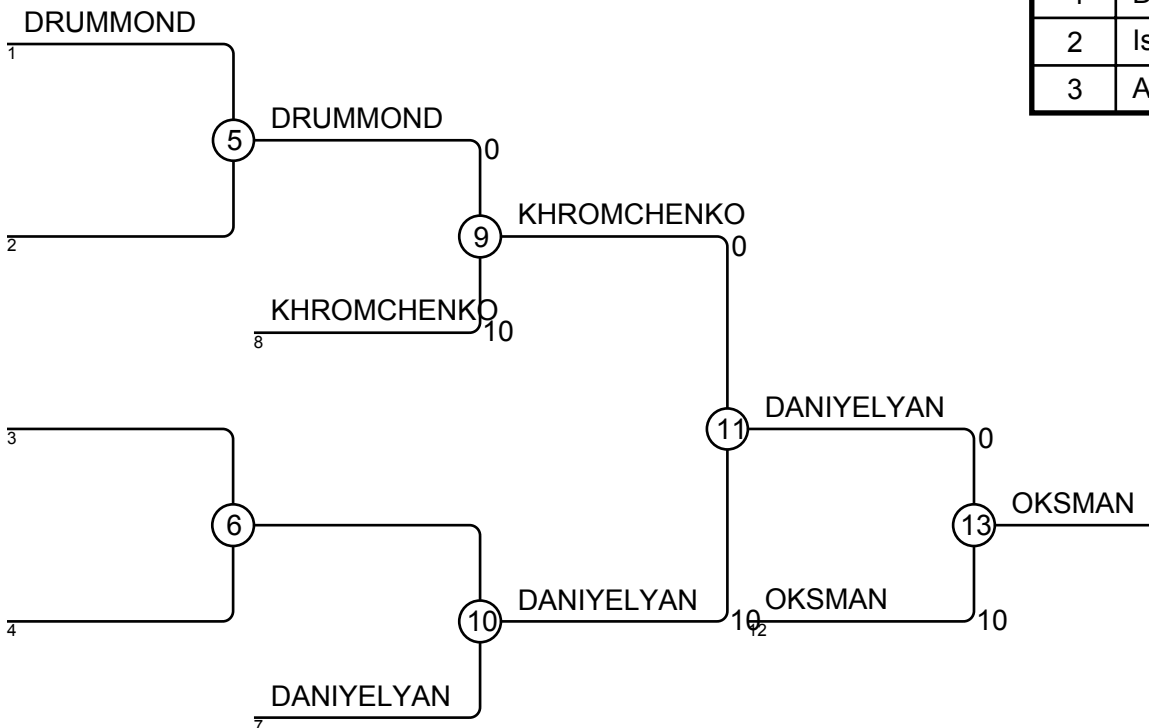 DRUMMOND
1
2 Is
5 DRUMMOND
3 A
0
2
9 KHROMCHENKO
0
KHROMCHENKO
10
8
3
11 DANIYELYAN
0
6
13 OKSMAN
4
10 DANIYELYAN
10
12 OKSMAN
10
DANIYELYAN
7